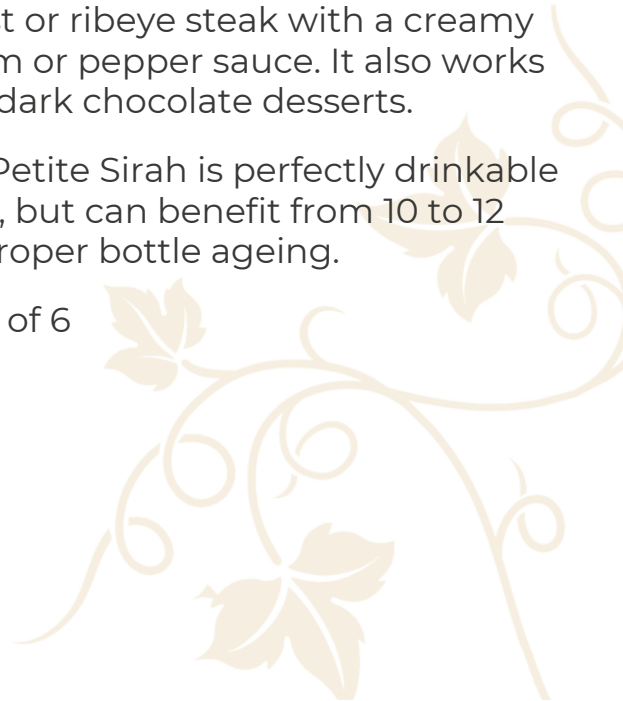 t or ribeye steak with a creamy
m or pepper sauce. It also works
dark chocolate desserts.
Petite Sirah is perfectly drinkable
, but can benefit from 10 to 12
roper bottle ageing.
of 6